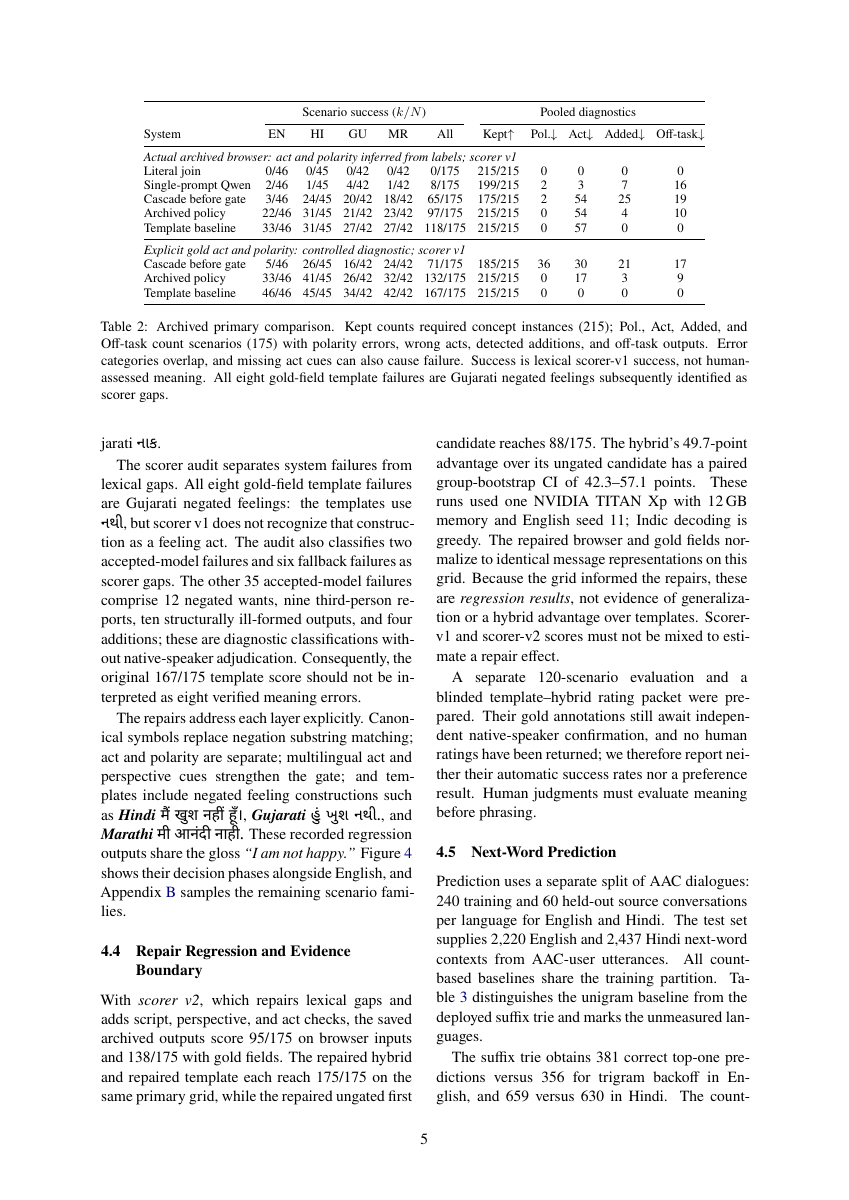 Scenario success (k/N) Pooled diagnostics
System EN HI GU MR All Kept↑ Pol.↓ Act↓ Added↓ Off-task↓
Actual archived browser: act and polarity inferred from labels; scorer v1
Literal join 0/46 0/45 0/42 0/42 0/175 215/215 0 0 0 0
Single-prompt Qwen 2/46 1/45 4/42 1/42 8/175 199/215 2 3 7 16
Cascade before gate 3/46 24/45 20/42 18/42 65/175 175/215 2 54 25 19
Archived policy 22/46 31/45 21/42 23/42 97/175 215/215 0 54 4 10
Template baseline 33/46 31/45 27/42 27/42 118/175 215/215 0 57 0 0
Explicit gold act and polarity: controlled diagnostic; scorer v1
Cascade before gate 5/46 26/45 16/42 24/42 71/175 185/215 36 30 21 17
Archived policy 33/46 41/45 26/42 32/42 132/175 215/215 0 17 3 9
Template baseline 46/46 45/45 34/42 42/42 167/175 215/215 0 0 0 0
Table 2: Archived primary comparison. Kept counts required concept instances (215); Pol., Act, Added, and
Off-task count scenarios (175) with polarity errors, wrong acts, detected additions, and off-task outputs. Error
categories overlap, and missing act cues can also cause failure. Success is lexical scorer-v1 success, not human-
assessed meaning. All eight gold-field template failures are Gujarati negated feelings subsequently identified as
scorer gaps.
jarati નાક.
The scorer audit separates system failures from
lexical gaps. All eight gold-field template failures
are Gujarati negated feelings: the templates use
નથી, but scorer v1 does not recognize that construc-
tion as a feeling act. The audit also classifies two
accepted-model failures and six fallback failures as
scorer gaps. The other 35 accepted-model failures
comprise 12 negated wants, nine third-person re-
ports, ten structurally ill-formed outputs, and four
additions; these are diagnostic classifications with-
out native-speaker adjudication. Consequently, the
original 167/175 template score should not be in-
terpreted as eight verified meaning errors.
The repairs address each layer explicitly. Canon-
ical symbols replace negation substring matching;
act and polarity are separate; multilingual act and
perspective cues strengthen the gate; and tem-
plates include negated feeling constructions such
as Hindi मैं खुश नहीं हूँ।, Gujarati હું ખુશ નથી., and
Marathi मी आनंदी नाही. These recorded regression
outputs share the gloss “I am not happy.” Figure 4
shows their decision phases alongside English, and
Appendix B samples the remaining scenario fami-
lies.
4.4 Repair Regression and Evidence
Boundary
With scorer v2, which repairs lexical gaps and
adds script, perspective, and act checks, the saved
archived outputs score 95/175 on browser inputs
and 138/175 with gold fields. The repaired hybrid
and repaired template each reach 175/175 on the
same primary grid, while the repaired ungated first
candidate reaches 88/175. The hybrid’s 49.7-point
advantage over its ungated candidate has a paired
group-bootstrap CI of 42.3–57.1 points. These
runs used one NVIDIA TITAN Xp with 12 GB
memory and English seed 11; Indic decoding is
greedy. The repaired browser and gold fields nor-
malize to identical message representations on this
grid. Because the grid informed the repairs, these
are regression results, not evidence of generaliza-
tion or a hybrid advantage over templates. Scorer-
v1 and scorer-v2 scores must not be mixed to esti-
mate a repair effect.
A separate 120-scenario evaluation and a
blinded template–hybrid rating packet were pre-
pared. Their gold annotations still await indepen-
dent native-speaker confirmation, and no human
ratings have been returned; we therefore report nei-
ther their automatic success rates nor a preference
result. Human judgments must evaluate meaning
before phrasing.
4.5 Next-Word Prediction
Prediction uses a separate split of AAC dialogues:
240 training and 60 held-out source conversations
per language for English and Hindi. The test set
supplies 2,220 English and 2,437 Hindi next-word
contexts from AAC-user utterances. All count-
based baselines share the training partition. Ta-
ble 3 distinguishes the unigram baseline from the
deployed suffix trie and marks the unmeasured lan-
guages.
The suffix trie obtains 381 correct top-one pre-
dictions versus 356 for trigram backoff in En-
glish, and 659 versus 630 in Hindi. The count-
5